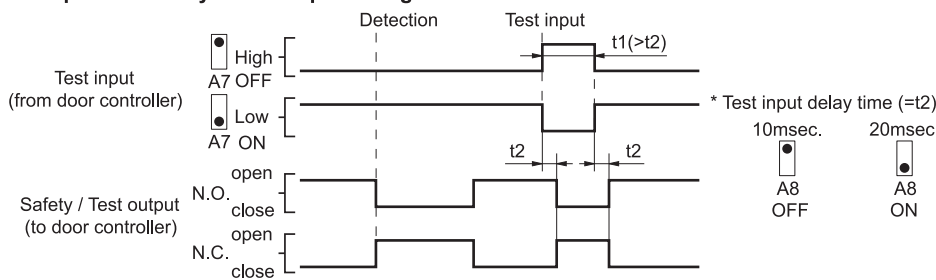 Detection
Test input
High
A7 OFF
t1(>t2)
Test input
(from door controller)
Low
A7 ON
* Test input delay time (=t2)
10msec.
20msec
t2
t2
A8
OFF
A8
ON
Safety / Test output
(to door controller)
open
N.O.
close
open
N.C.
close